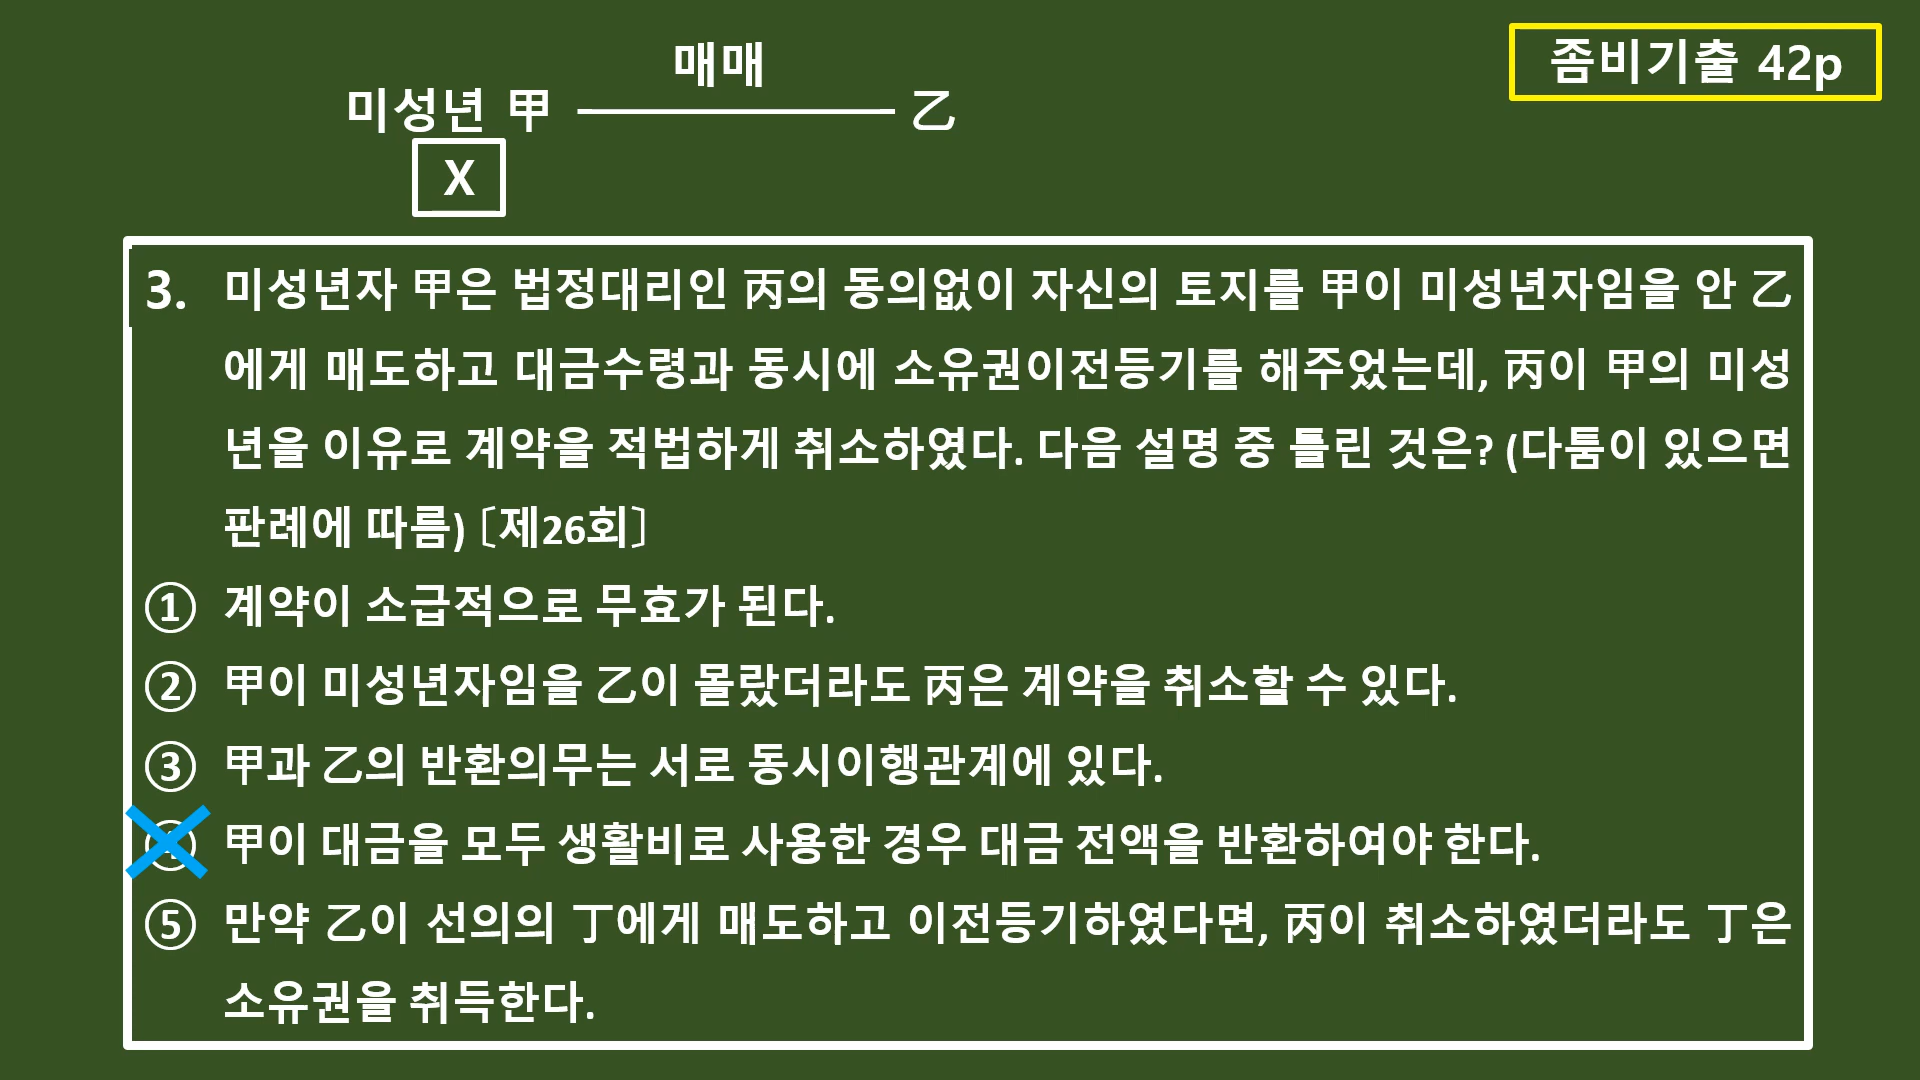 매매
좀비기출 42p
미성년 甲 乙
X
3. 미성년자 甲은 법정대리인 丙의 동의없이 자신의 토지를 甲이 미성년자임을 안 乙
에게 매도하고 대금수령과 동시에 소유권이전등기를 해주었는데, 丙이 甲의 미성
년을 이유로 계약을 적법하게 취소하였다. 다음 설명 중 틀린 것은? (다툼이 있으면
판례에 따름) 〔제26회〕
① 계약이 소급적으로 무효가 된다.
② 甲이 미성년자임을 乙이 몰랐더라도 丙은 계약을 취소할 수 있다.
③ 甲과 乙의 반환의무는 서로 동시이행관계에 있다.
④ 甲이 대금을 모두 생활비로 사용한 경우 대금 전액을 반환하여야 한다.
⑤ 만약 乙이 선의의 丁에게 매도하고 이전등기하였다면, 丙이 취소하였더라도 丁은
소유권을 취득한다.